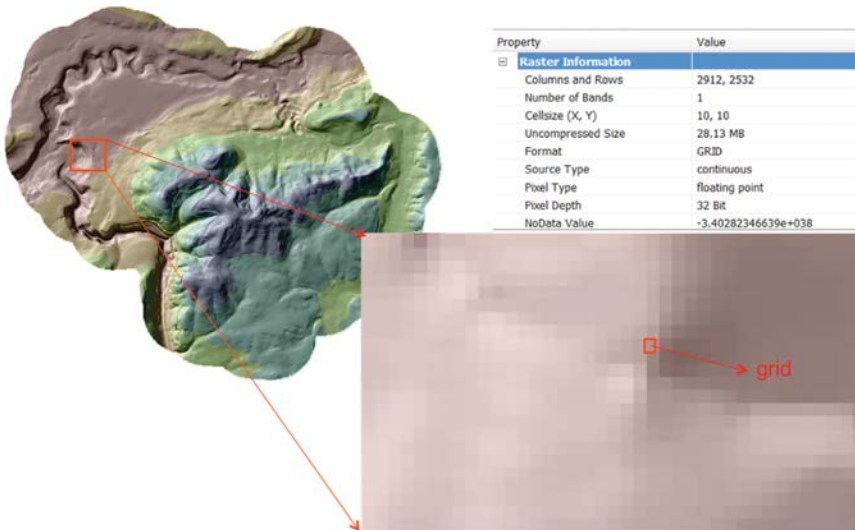 Property Value
Raster Information
Columns and Rows 2912, 2532
Number of Bands 1
Cellsize (X, Y) 10, 10
Uncompressed Size 28.13 MB
Format GRID
Source Type continuous
Pixel Type floating point
Pixel Depth 32 Bit
NoData Value -3.40282346639e+038
grid